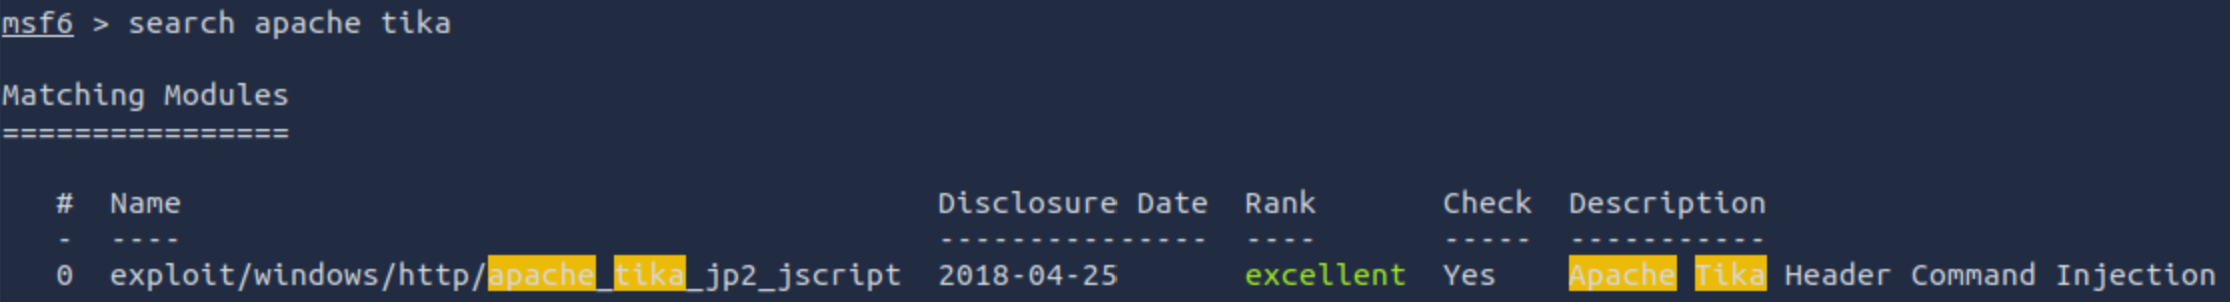 msf6 > search apache tika
Matching Modules
================
# Name Disclosure Date Rank Check Description
- ---- --------------- ---- ----- -----------
0 exploit/windows/http/apache_tika_jp2_jscript 2018-04-25 excellent Yes Apache Tika Header Command Injection